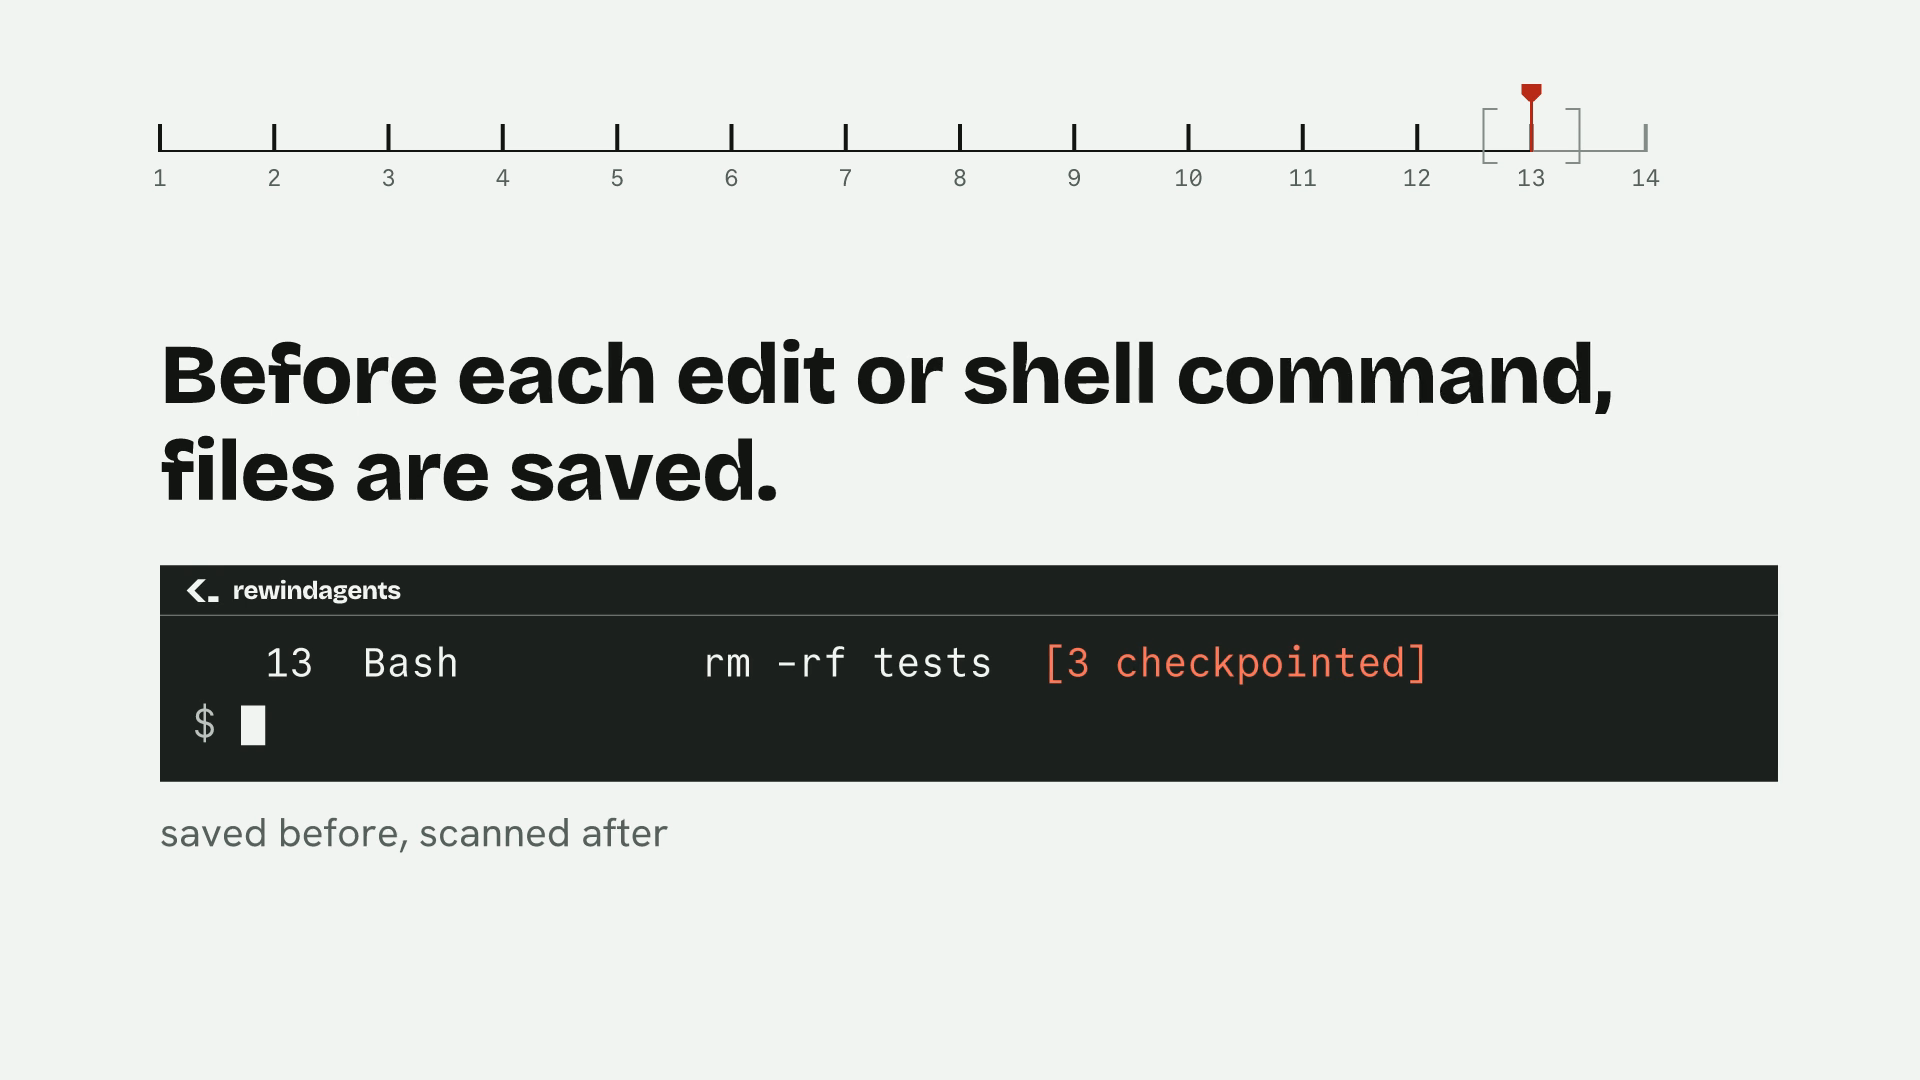 1 2 3 4 5 6 7 8 9 10 11 12 13 14
Before each edit or shell command,
files are saved.
rewindagents
13 Bash rm -rf tests [3 checkpointed]
$
saved before, scanned after